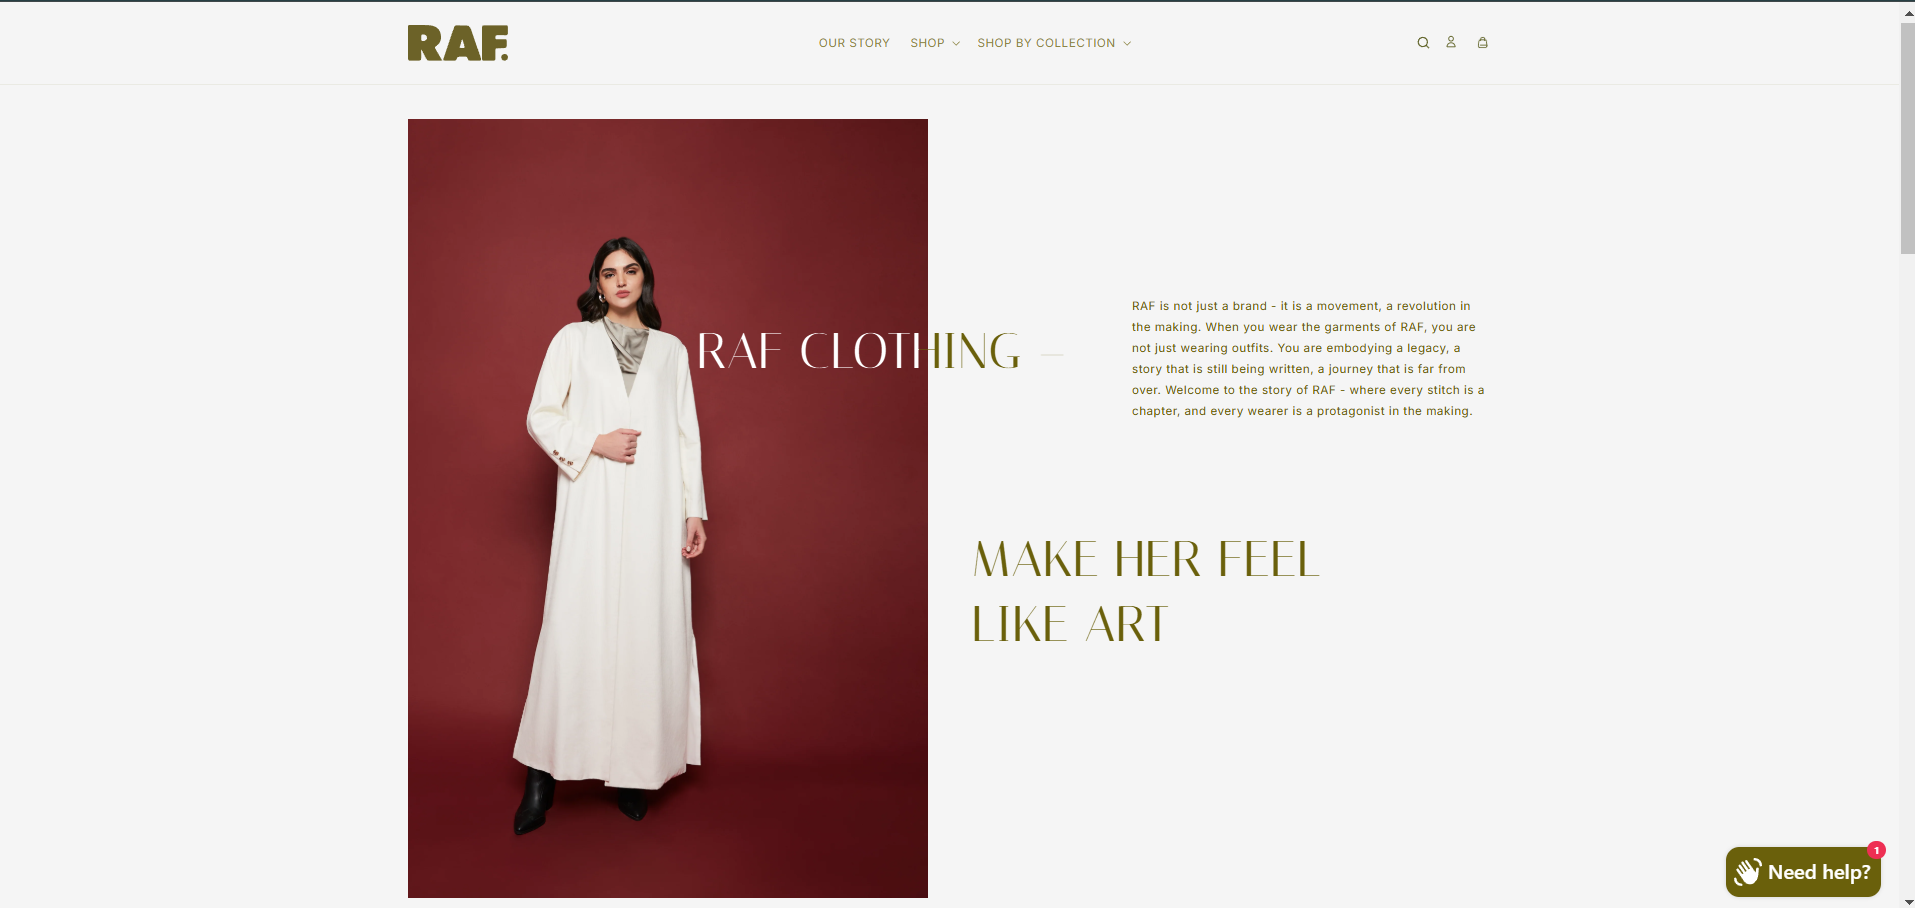 RAF.
OUR STORY
SHOP
SHOP BY COLLECTION
RAF CLOTHING —
RAF is not just a brand - it is a movement, a revolution in
the making. When you wear the garments of RAF, you are
not just wearing outfits. You are embodying a legacy, a
story that is still being written, a journey that is far from
over. Welcome to the story of RAF - where every stitch is a
chapter, and every wearer is a protagonist in the making.
MAKE HER FEEL
LIKE ART
1
Need help?